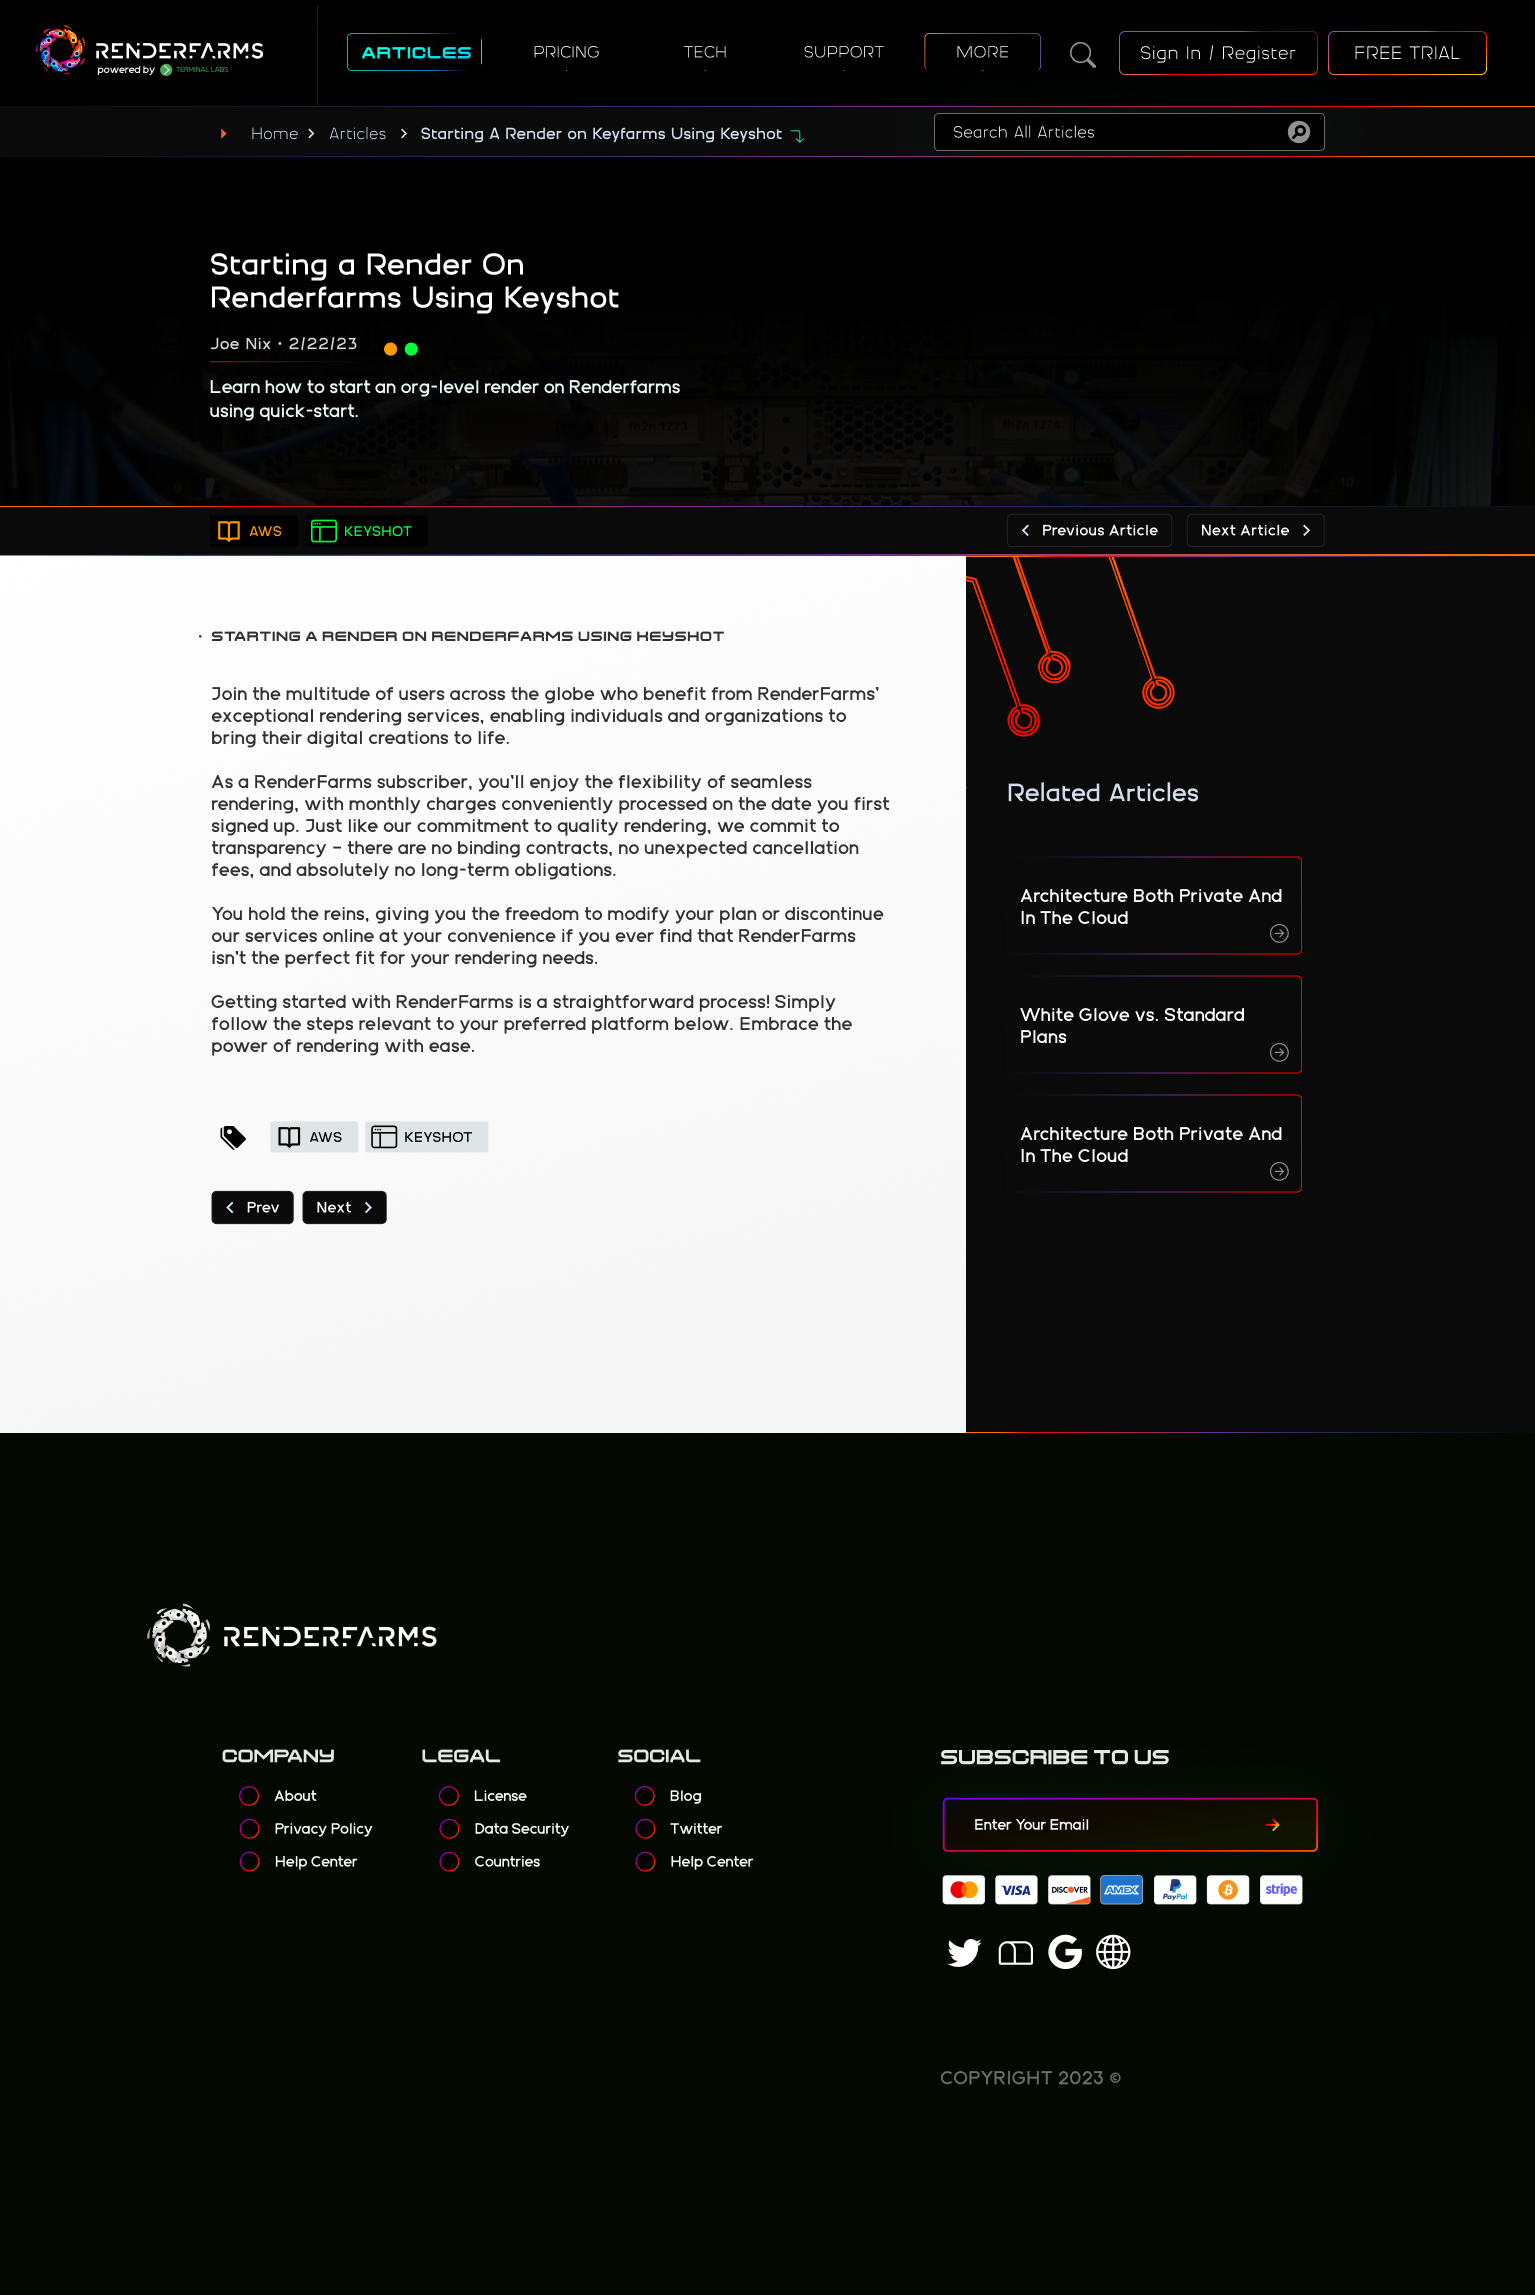 RENDERFARMS
powered by TERMINAL LABS
ARTICLES
PRICING
TECH
SUPPORT
MORE
Sign In / Register
FREE TRIAL
Home > Articles > Starting A Render on Keyfarms Using Keyshot
Search All Articles
Starting a Render On
Renderfarms Using Keyshot
Joe Nix • 2/22/23
Learn how to start an org-level render on Renderfarms
using quick-start.
fh2n 1273
fh2n 1274
10
AWS
KEYSHOT
Previous Article
Next Article
• STARTING A RENDER ON RENDERFARMS USING KEYSHOT
Join the multitude of users across the globe who benefit from RenderFarms’
exceptional rendering services, enabling individuals and organizations to
bring their digital creations to life.
As a RenderFarms subscriber, you’ll enjoy the flexibility of seamless
rendering, with monthly charges conveniently processed on the date you first
signed up. Just like our commitment to quality rendering, we commit to
transparency – there are no binding contracts, no unexpected cancellation
fees, and absolutely no long-term obligations.
You hold the reins, giving you the freedom to modify your plan or discontinue
our services online at your convenience if you ever find that RenderFarms
isn’t the perfect fit for your rendering needs.
Getting started with RenderFarms is a straightforward process! Simply
follow the steps relevant to your preferred platform below. Embrace the
power of rendering with ease.
AWS
KEYSHOT
Prev
Next
Related Articles
Architecture Both Private And
In The Cloud
White Glove vs. Standard
Plans
Architecture Both Private And
In The Cloud
RENDERFARMS
COMPANY
About
Privacy Policy
Help Center
LEGAL
License
Data Security
Countries
SOCIAL
Blog
Twitter
Help Center
SUBSCRIBE TO US
Enter Your Email
VISA
DISCOVER
AMEX
PayPal
stripe
COPYRIGHT 2023 ©